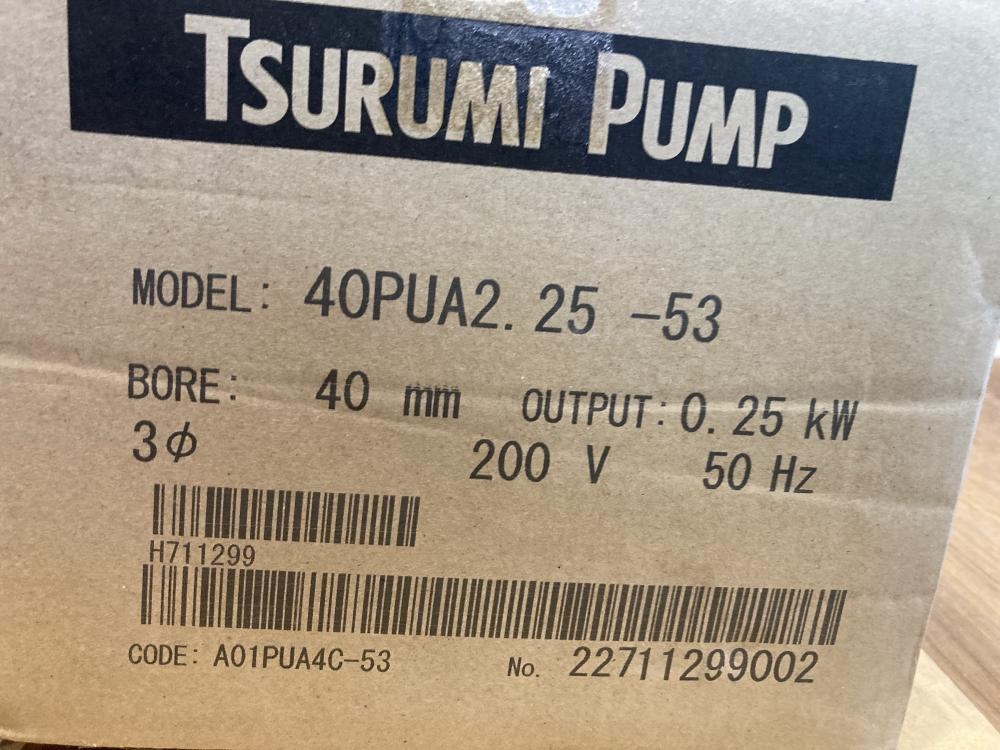 TSURUMI PUMP
MODEL: 40PUA2.25 -53
BORE: 40 mm OUTPUT: 0.25 kW
3φ 200 V 50 Hz
H711299
CODE: A01PUA4C-53 No. 22711299002